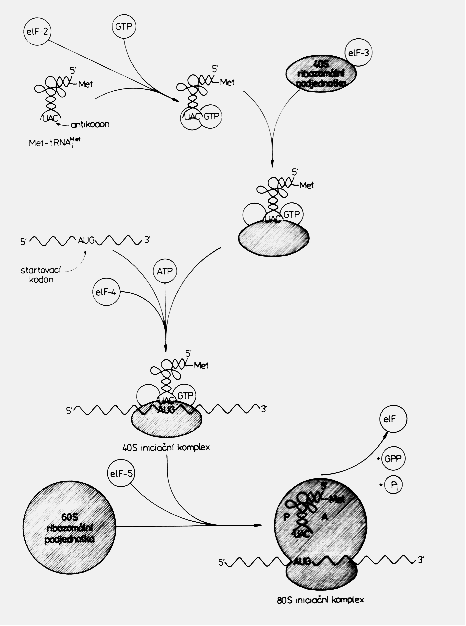 eIF-2
GTP
eIF-3
40S
ribozomální
podjednotka
5'
Met
UAC
antikodon
Met-tRNAᵢᴹᵉᵗ
5'
Met
UAC
GTP
5'
Met
UAC
GTP
5'
AUG
3'
startovací
kodon
ATP
eIF-4
5'
Met
UAC
GTP
5'
AUG
3'
40S iniciační komplex
eIF-5
60S
ribozomální
podjednotka
eIF
+ GPP
+ Pᵢ
5'
Met
P
A
UAC
5'
AUG
3'
80S iniciační komplex